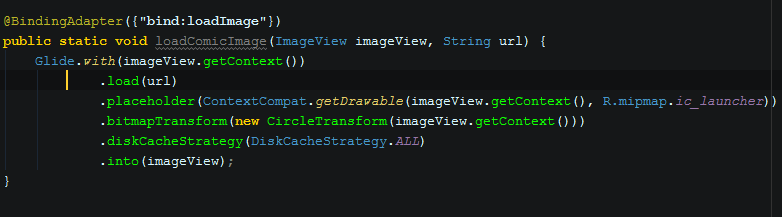 @BindingAdapter({"bind:loadImage"})
public static void loadComicImage(ImageView imageView, String url) {
Glide.with(imageView.getContext())
.load(url)
.placeholder(ContextCompat.getDrawable(imageView.getContext(), R.mipmap.ic_launcher))
.bitmapTransform(new CircleTransform(imageView.getContext()))
.diskCacheStrategy(DiskCacheStrategy.ALL)
.into(imageView);
}